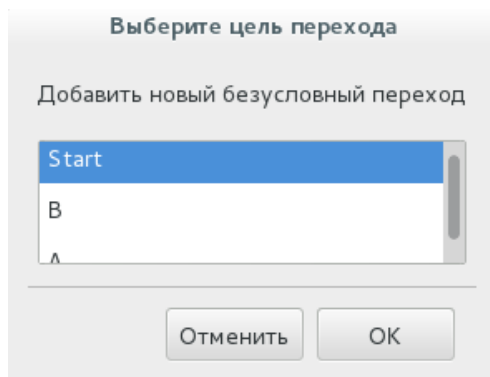 Выберите цель перехода
Добавить новый безусловный переход
Start
B
A
Отменить
OK